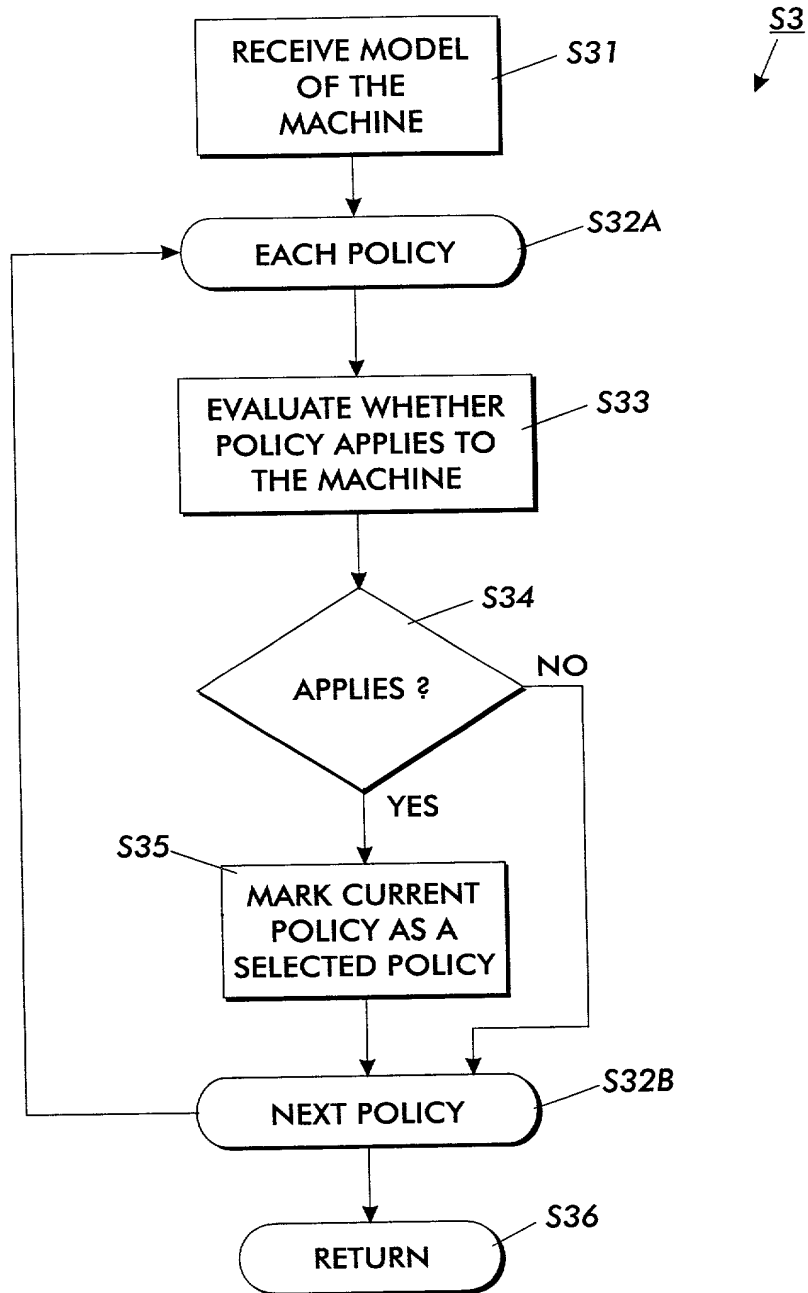 S3
RECEIVE MODEL
OF THE
MACHINE
S31
EACH POLICY
S32A
EVALUATE WHETHER
POLICY APPLIES TO
THE MACHINE
S33
APPLIES ?
S34
NO
YES
S35
MARK CURRENT
POLICY AS A
SELECTED POLICY
NEXT POLICY
S32B
RETURN
S36